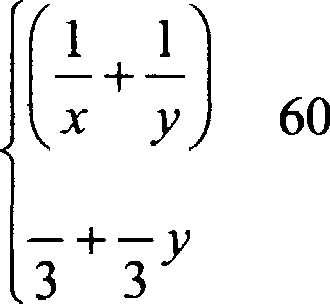 (1/x + 1/y) 60
/3 + /3 y